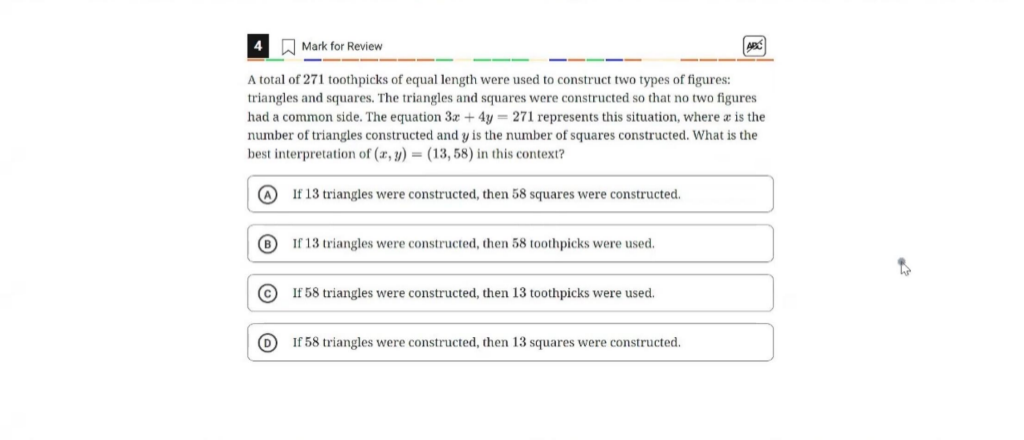 4 Mark for Review ABC
A total of 271 toothpicks of equal length were used to construct two types of figures:
triangles and squares. The triangles and squares were constructed so that no two figures
had a common side. The equation 3x + 4y = 271 represents this situation, where x is the
number of triangles constructed and y is the number of squares constructed. What is the
best interpretation of (x, y) = (13, 58) in this context?
A If 13 triangles were constructed, then 58 squares were constructed.
B If 13 triangles were constructed, then 58 toothpicks were used.
C If 58 triangles were constructed, then 13 toothpicks were used.
D If 58 triangles were constructed, then 13 squares were constructed.